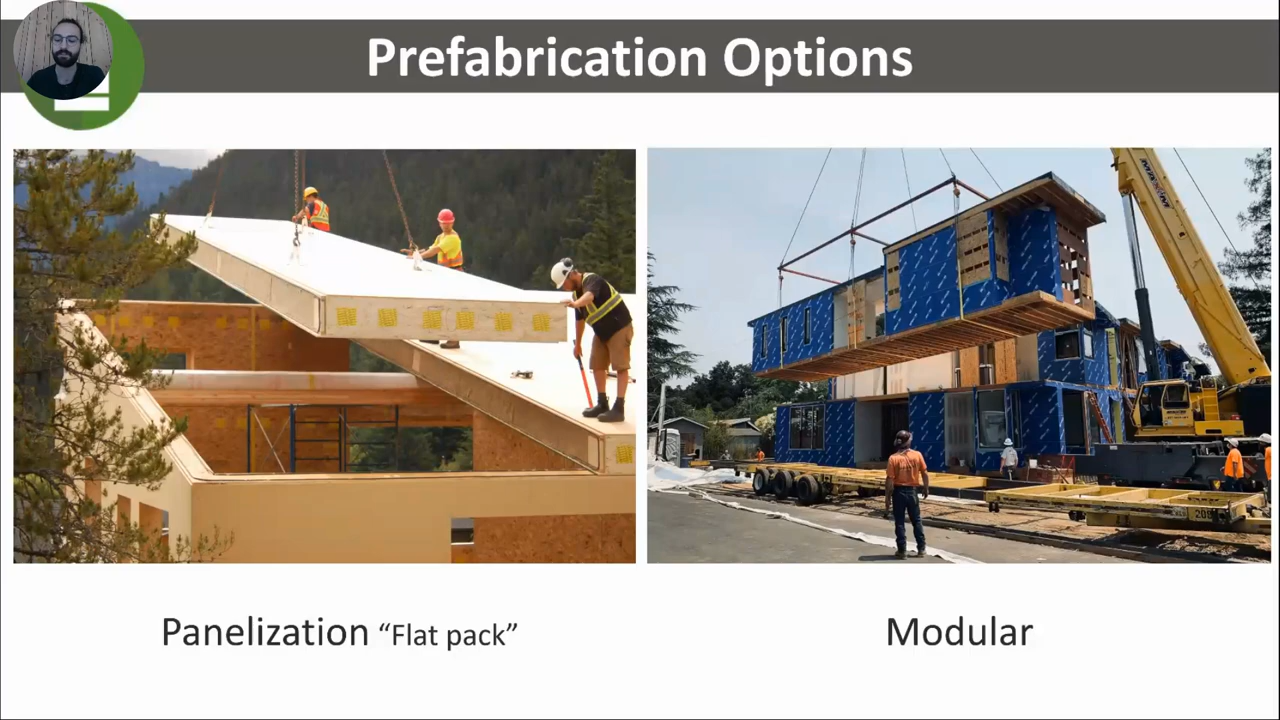 Prefabrication Options
Panelization “Flat pack”
Modular